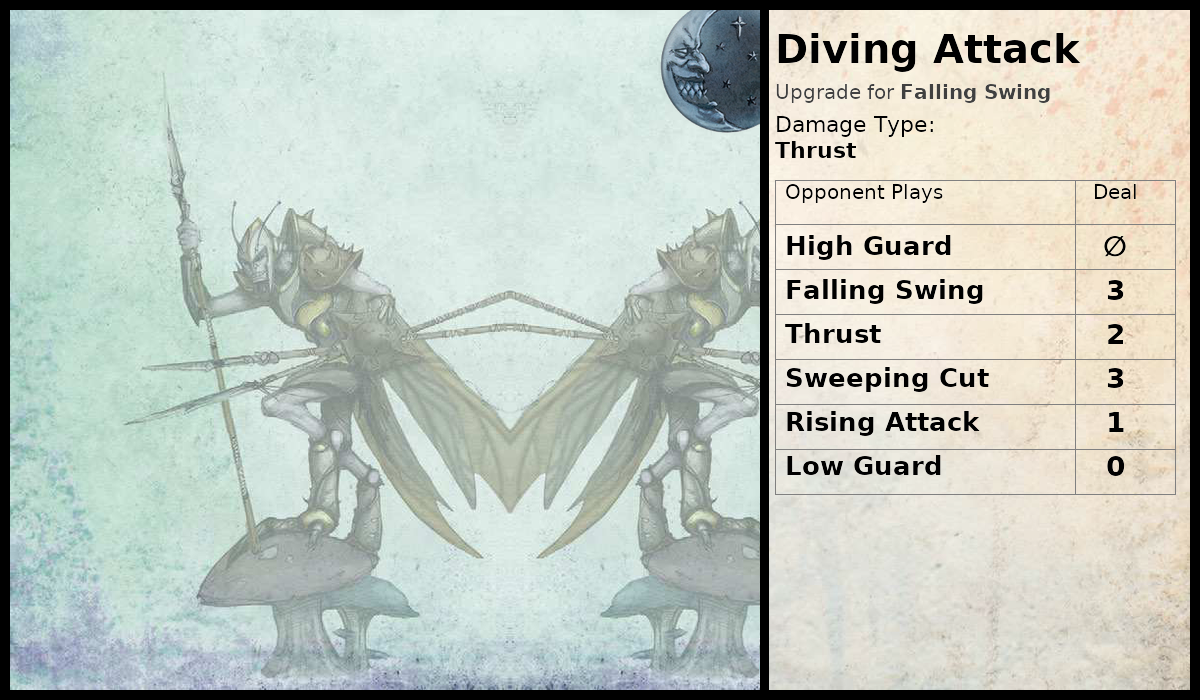 Diving Attack
Upgrade for Falling Swing
Damage Type:
Thrust
Opponent Plays Deal
High Guard ∅
Falling Swing 3
Thrust 2
Sweeping Cut 3
Rising Attack 1
Low Guard 0